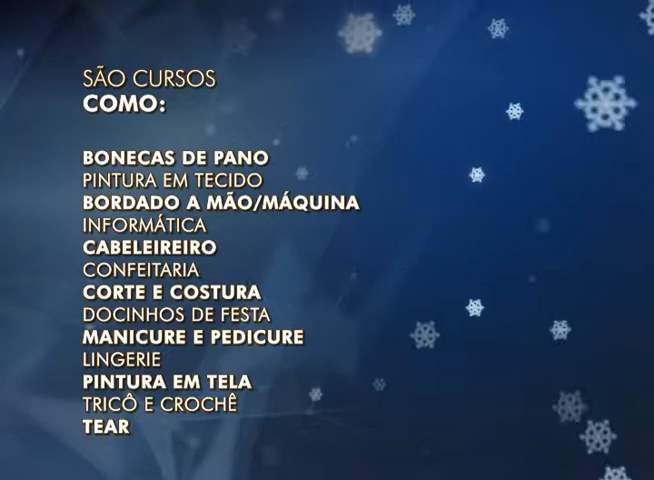 SÃO CURSOS
COMO:
BONECAS DE PANO
PINTURA EM TECIDO
BORDADO A MÃO/MÁQUINA
INFORMÁTICA
CABELEIREIRO
CONFEITARIA
CORTE E COSTURA
DOCINHOS DE FESTA
MANICURE E PEDICURE
LINGERIE
PINTURA EM TELA
TRICÔ E CROCHÊ
TEAR